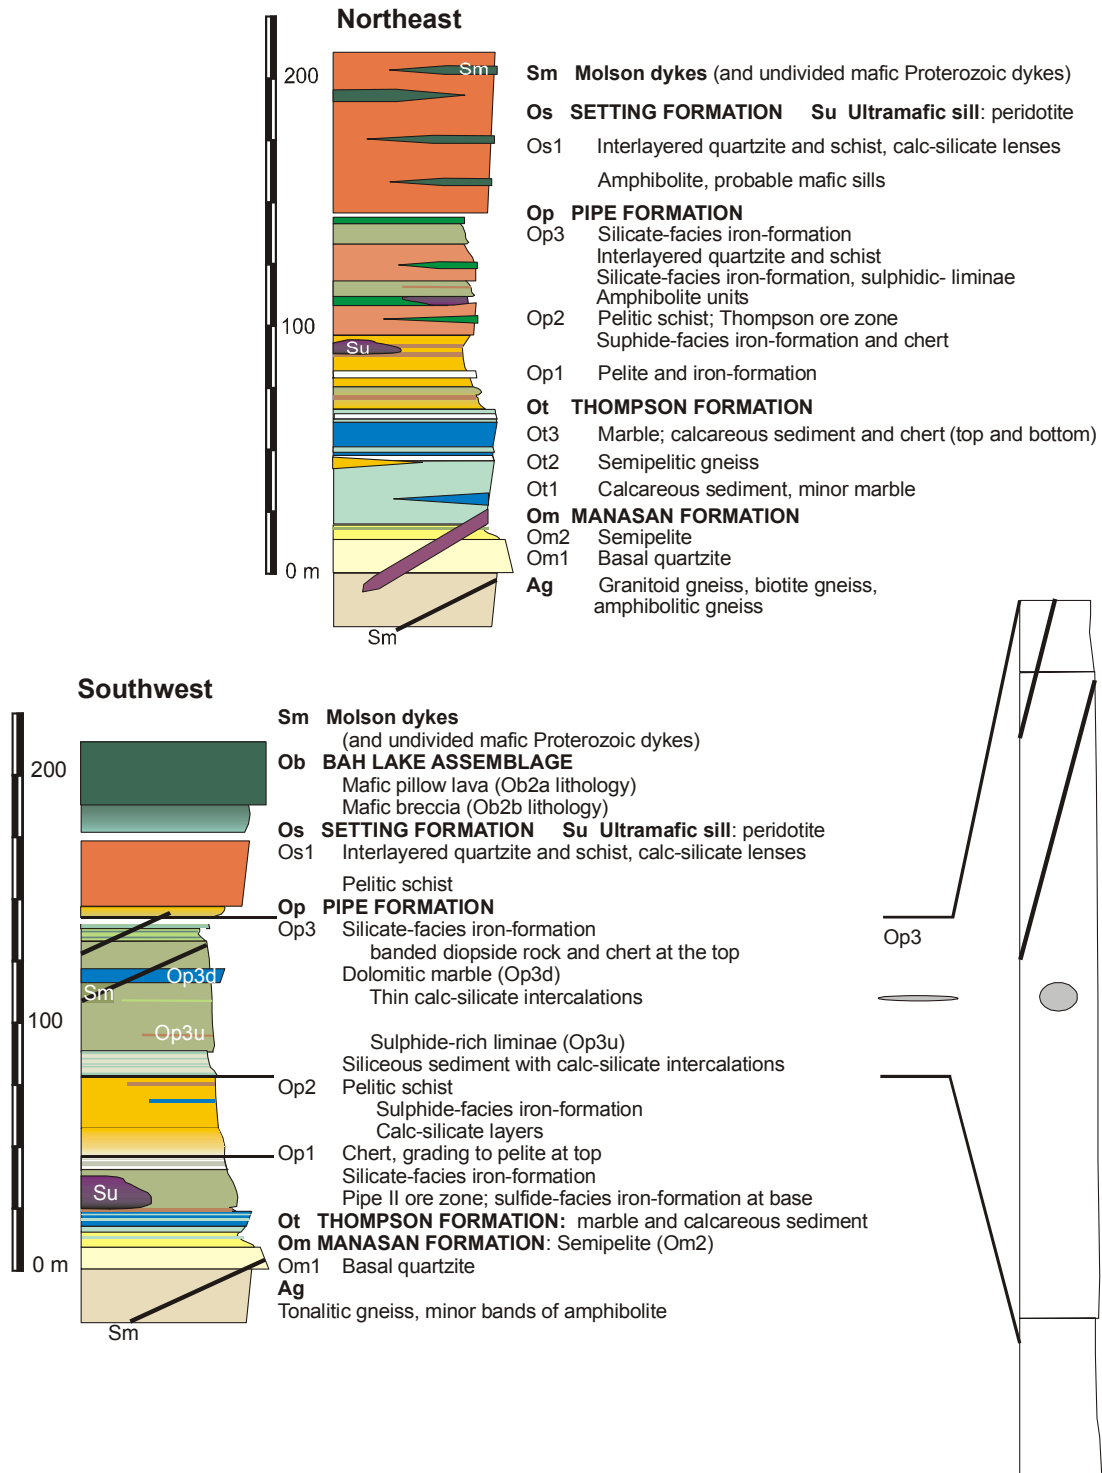 Northeast
200
100
0 m
Sm
Su
Sm
Sm Molson dykes (and undivided mafic Proterozoic dykes)
Os SETTING FORMATION Su Ultramafic sill: peridotite
Os1 Interlayered quartzite and schist, calc-silicate lenses
Amphibolite, probable mafic sills
Op PIPE FORMATION
Op3 Silicate-facies iron-formation
Interlayered quartzite and schist
Silicate-facies iron-formation, sulphidic- liminae
Amphibolite units
Op2 Pelitic schist; Thompson ore zone
Suphide-facies iron-formation and chert
Op1 Pelite and iron-formation
Ot THOMPSON FORMATION
Ot3 Marble; calcareous sediment and chert (top and bottom)
Ot2 Semipelitic gneiss
Ot1 Calcareous sediment, minor marble
Om MANASAN FORMATION
Om2 Semipelite
Om1 Basal quartzite
Ag Granitoid gneiss, biotite gneiss,
amphibolitic gneiss
Southwest
200
100
0 m
Op3d
Sm
Op3u
Su
Sm
Sm Molson dykes
(and undivided mafic Proterozoic dykes)
Ob BAH LAKE ASSEMBLAGE
Mafic pillow lava (Ob2a lithology)
Mafic breccia (Ob2b lithology)
Os SETTING FORMATION Su Ultramafic sill: peridotite
Os1 Interlayered quartzite and schist, calc-silicate lenses
Pelitic schist
Op PIPE FORMATION
Op3 Silicate-facies iron-formation
banded diopside rock and chert at the top
Dolomitic marble (Op3d)
Thin calc-silicate intercalations
Sulphide-rich liminae (Op3u)
Siliceous sediment with calc-silicate intercalations
Op2 Pelitic schist
Sulphide-facies iron-formation
Calc-silicate layers
Op1 Chert, grading to pelite at top
Silicate-facies iron-formation
Pipe II ore zone; sulfide-facies iron-formation at base
Ot THOMPSON FORMATION: marble and calcareous sediment
Om MANASAN FORMATION: Semipelite (Om2)
Om1 Basal quartzite
Ag
Tonalitic gneiss, minor bands of amphibolite
Op3